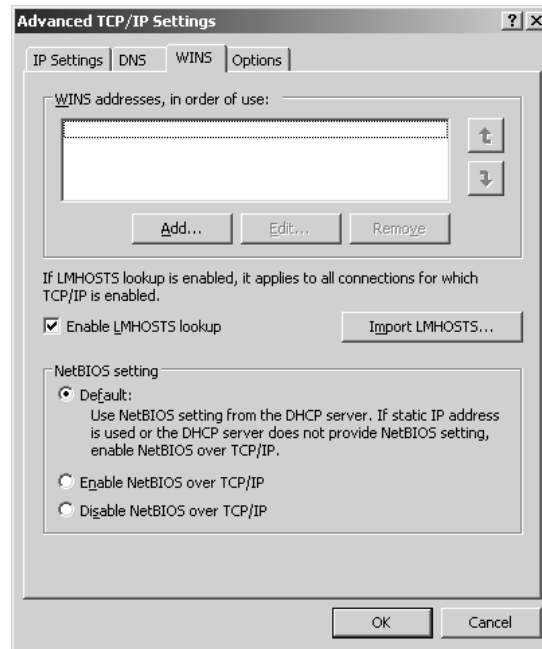 Advanced TCP/IP Settings
IP Settings DNS WINS Options
WINS addresses, in order of use:
Add... Edit... Remove
If LMHOSTS lookup is enabled, it applies to all connections for which
TCP/IP is enabled.
Enable LMHOSTS lookup Import LMHOSTS...
NetBIOS setting
Default:
Use NetBIOS setting from the DHCP server. If static IP address
is used or the DHCP server does not provide NetBIOS setting,
enable NetBIOS over TCP/IP.
Enable NetBIOS over TCP/IP
Disable NetBIOS over TCP/IP
OK Cancel